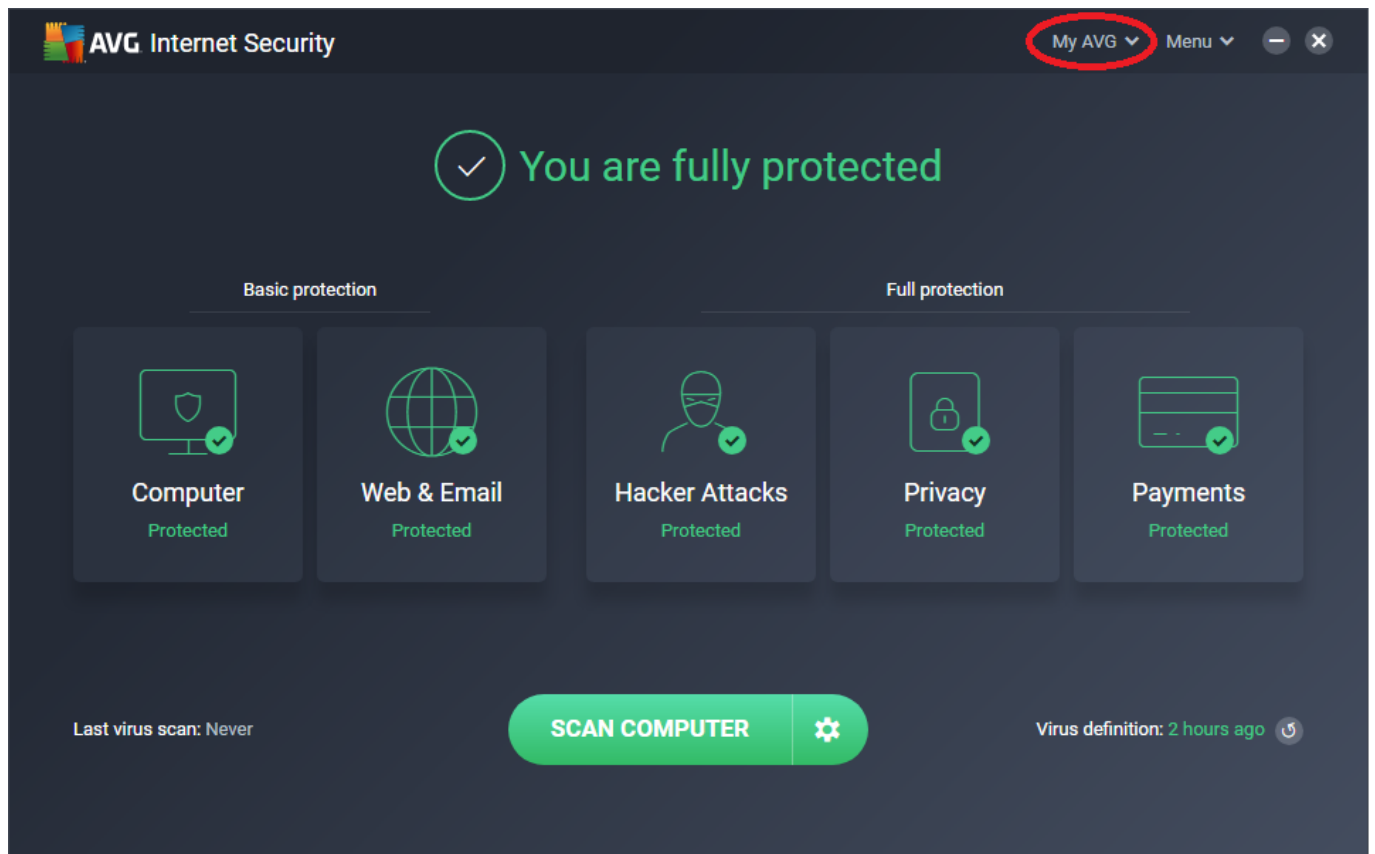 AVG Internet Security
My AVG
Menu
You are fully protected
Basic protection
Full protection
Computer
Protected
Web & Email
Protected
Hacker Attacks
Protected
Privacy
Protected
Payments
Protected
Last virus scan: Never
SCAN COMPUTER
Virus definition: 2 hours ago